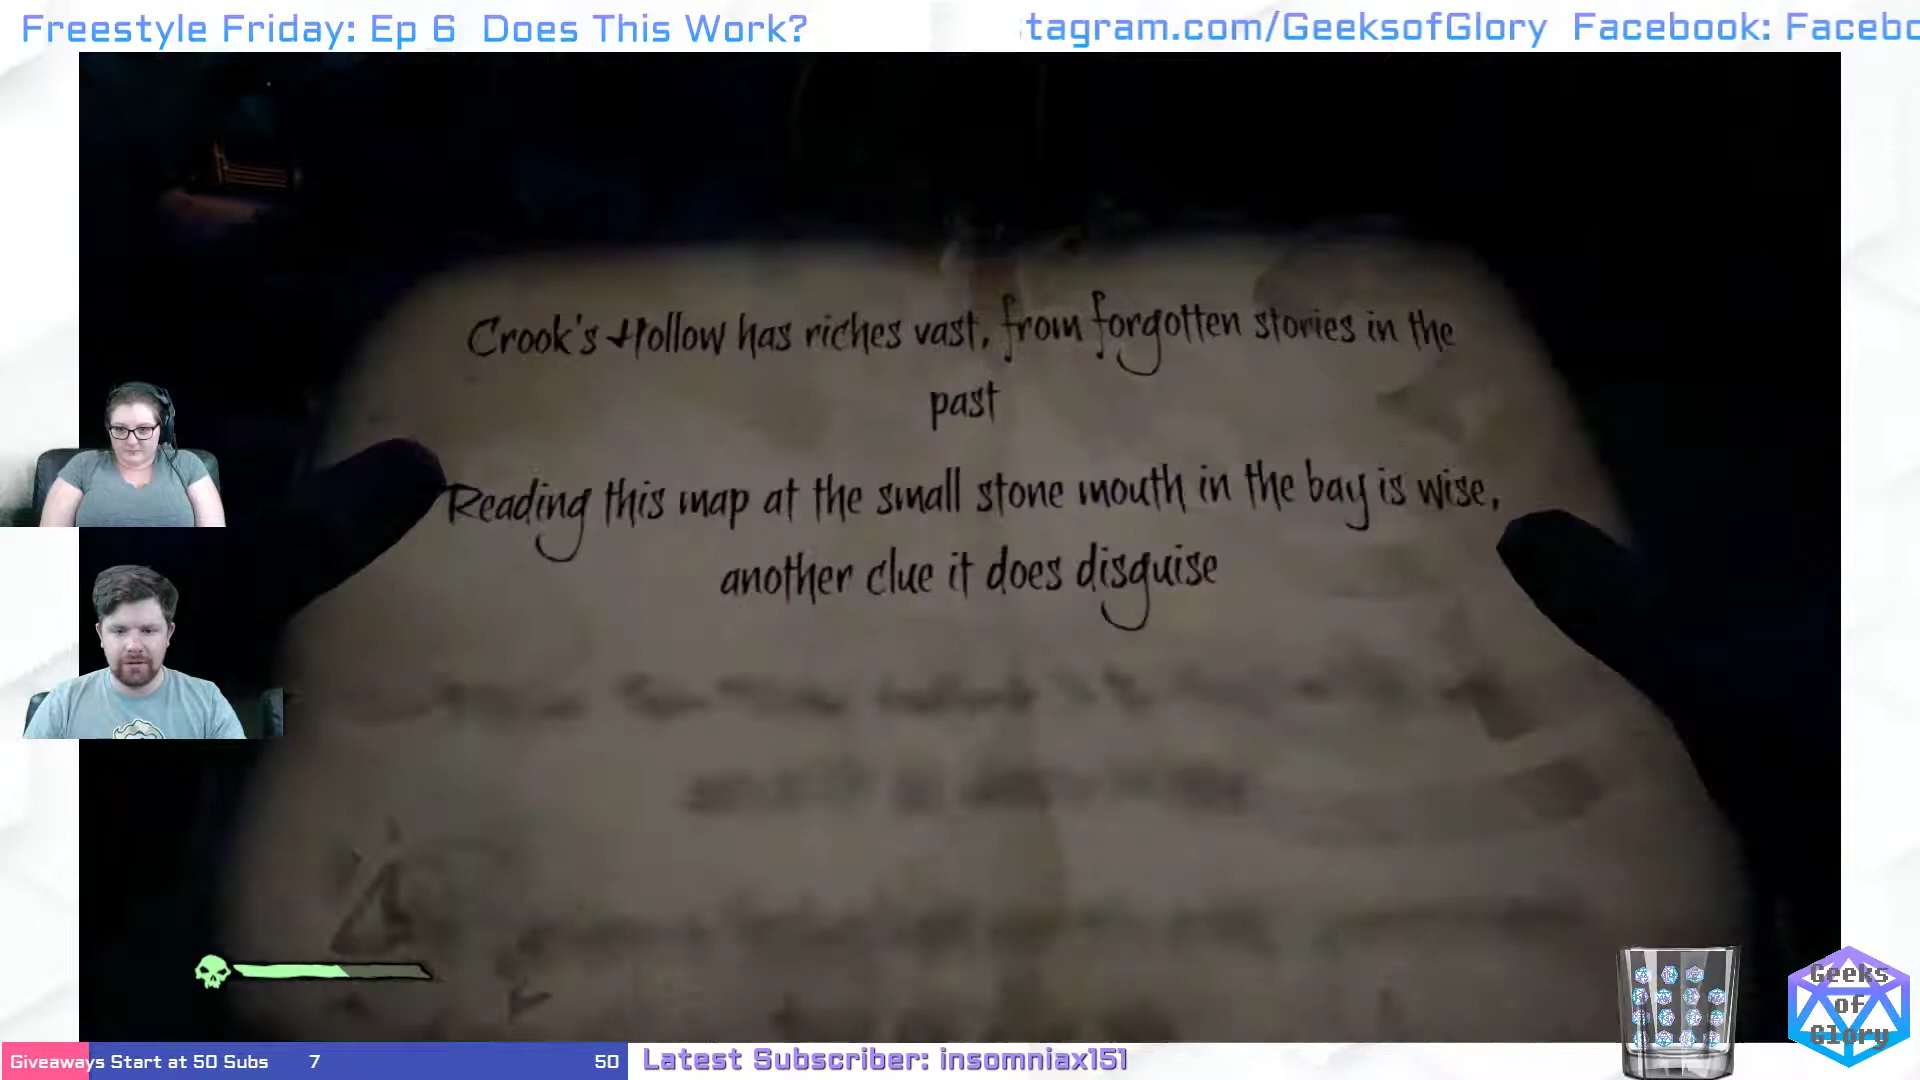 Freestyle Friday: Ep 6 Does This Work?
tagram.com/GeeksofGlory Facebook: Facebo
Crook's Hollow has riches vast, from forgotten stories in the
past
Reading this map at the small stone mouth in the bay is wise,
another clue it does disguise
Giveaways Start at 50 Subs 7 50
Latest Subscriber: insomniax151
Geeks
of
Glory